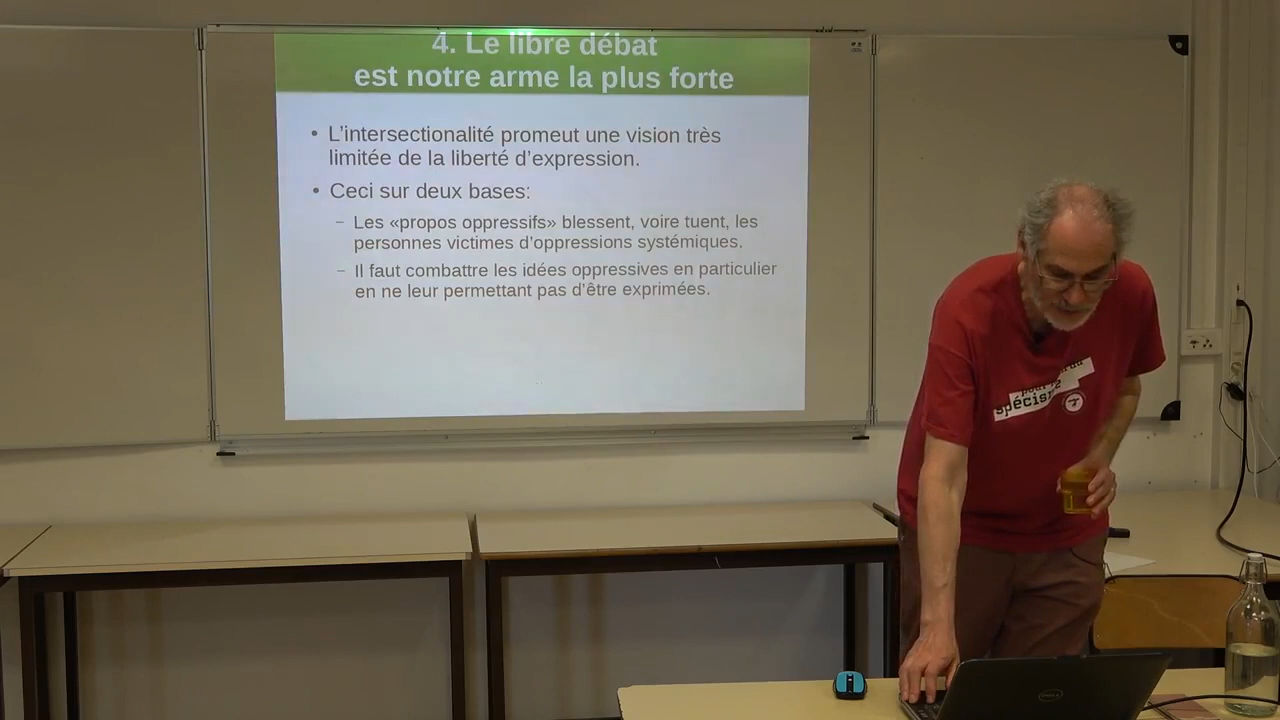 4. Le libre débat
est notre arme la plus forte
• L'intersectionalité promeut une vision très
limitée de la liberté d'expression.
• Ceci sur deux bases:
– Les «propos oppressifs» blessent, voire tuent, les
personnes victimes d'oppressions systémiques.
– Il faut combattre les idées oppressives en particulier
en ne leur permettant pas d'être exprimées.
DELL